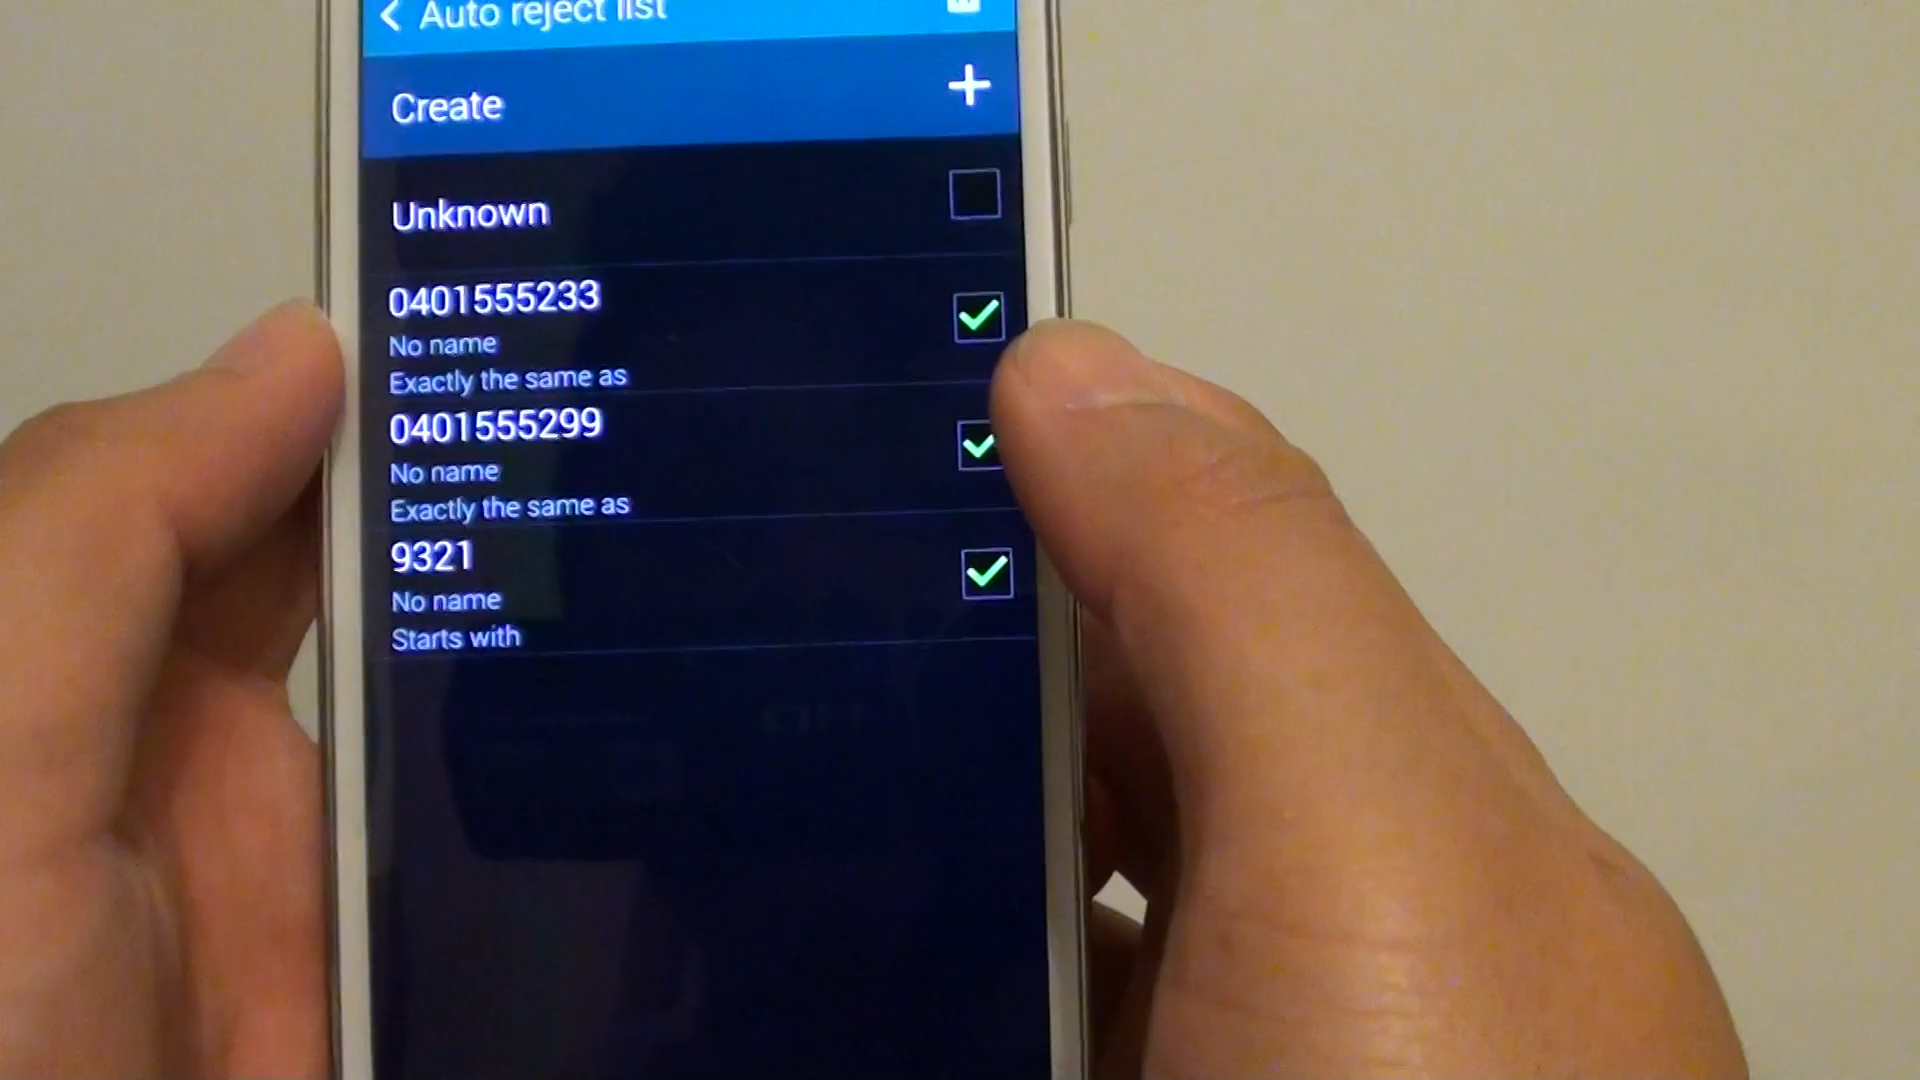 Auto reject list
Create
Unknown
0401555233
No name
Exactly the same as
0401555299
No name
Exactly the same as
9321
No name
Starts with